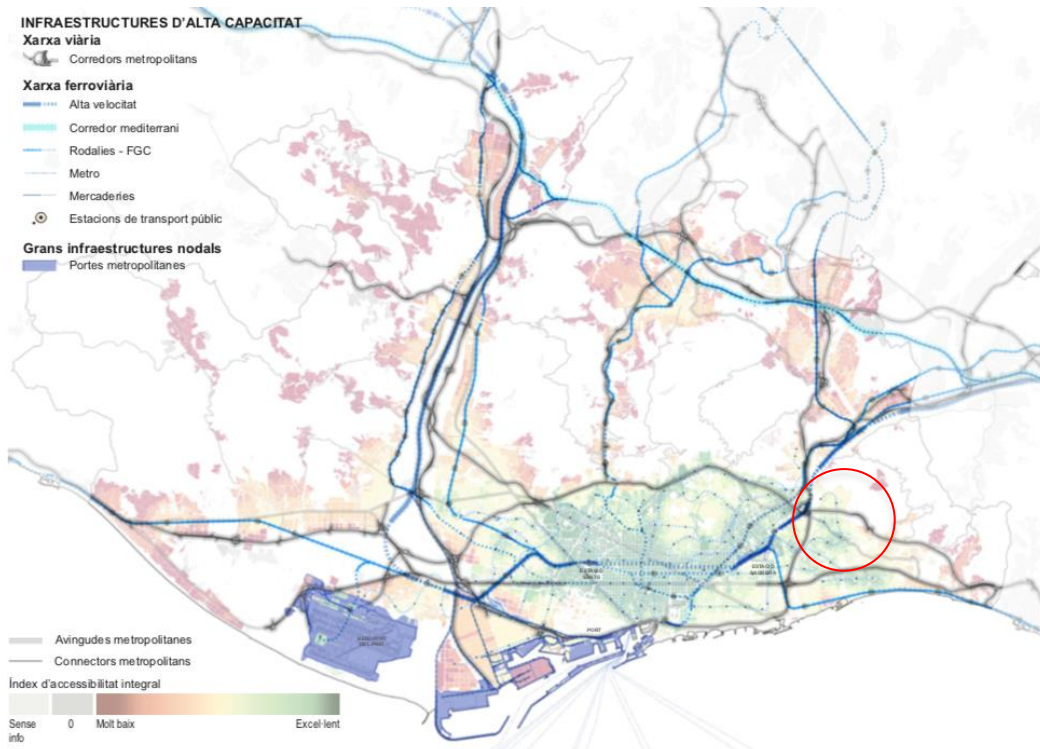 INFRAESTRUCTURES D'ALTA CAPACITAT
Xarxa viària
Corredors metropolitans
Xarxa ferroviària
Alta velocitat
Corredor mediterrani
Rodalies - FGC
Metro
Mercaderies
Estacions de transport públic
Grans infraestructures nodals
Portes metropolitanes
PORT
Avingudes metropolitanes
Connectors metropolitans
Índex d'accessibilitat integral
Sense info
0
Molt baix
Excel·lent